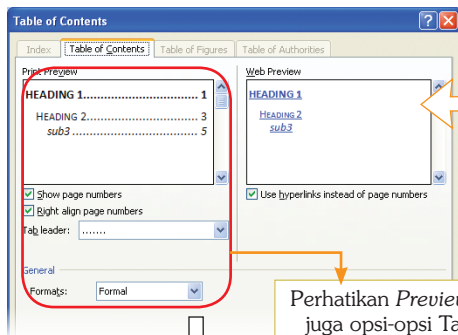 Table of Contents
Index Table of Contents Table of Figures Table of Authorities
Print Preview
HEADING 1.................................... 1
HEADING 2................................ 3
sub3 ..................................... 5
Web Preview
HEADING 1
HEADING 2
sub3
Show page numbers
Right align page numbers
Tab leader: .......
Use hyperlinks instead of page numbers
General
Formats: Formal
Perhatikan Preview
juga opsi-opsi Ta